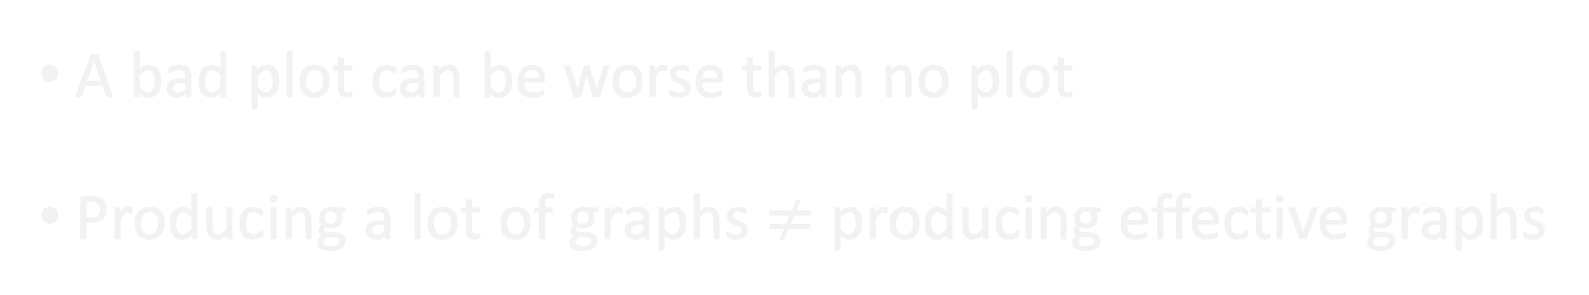 • A bad plot can be worse than no plot
• Producing a lot of graphs ≠ producing effective graphs